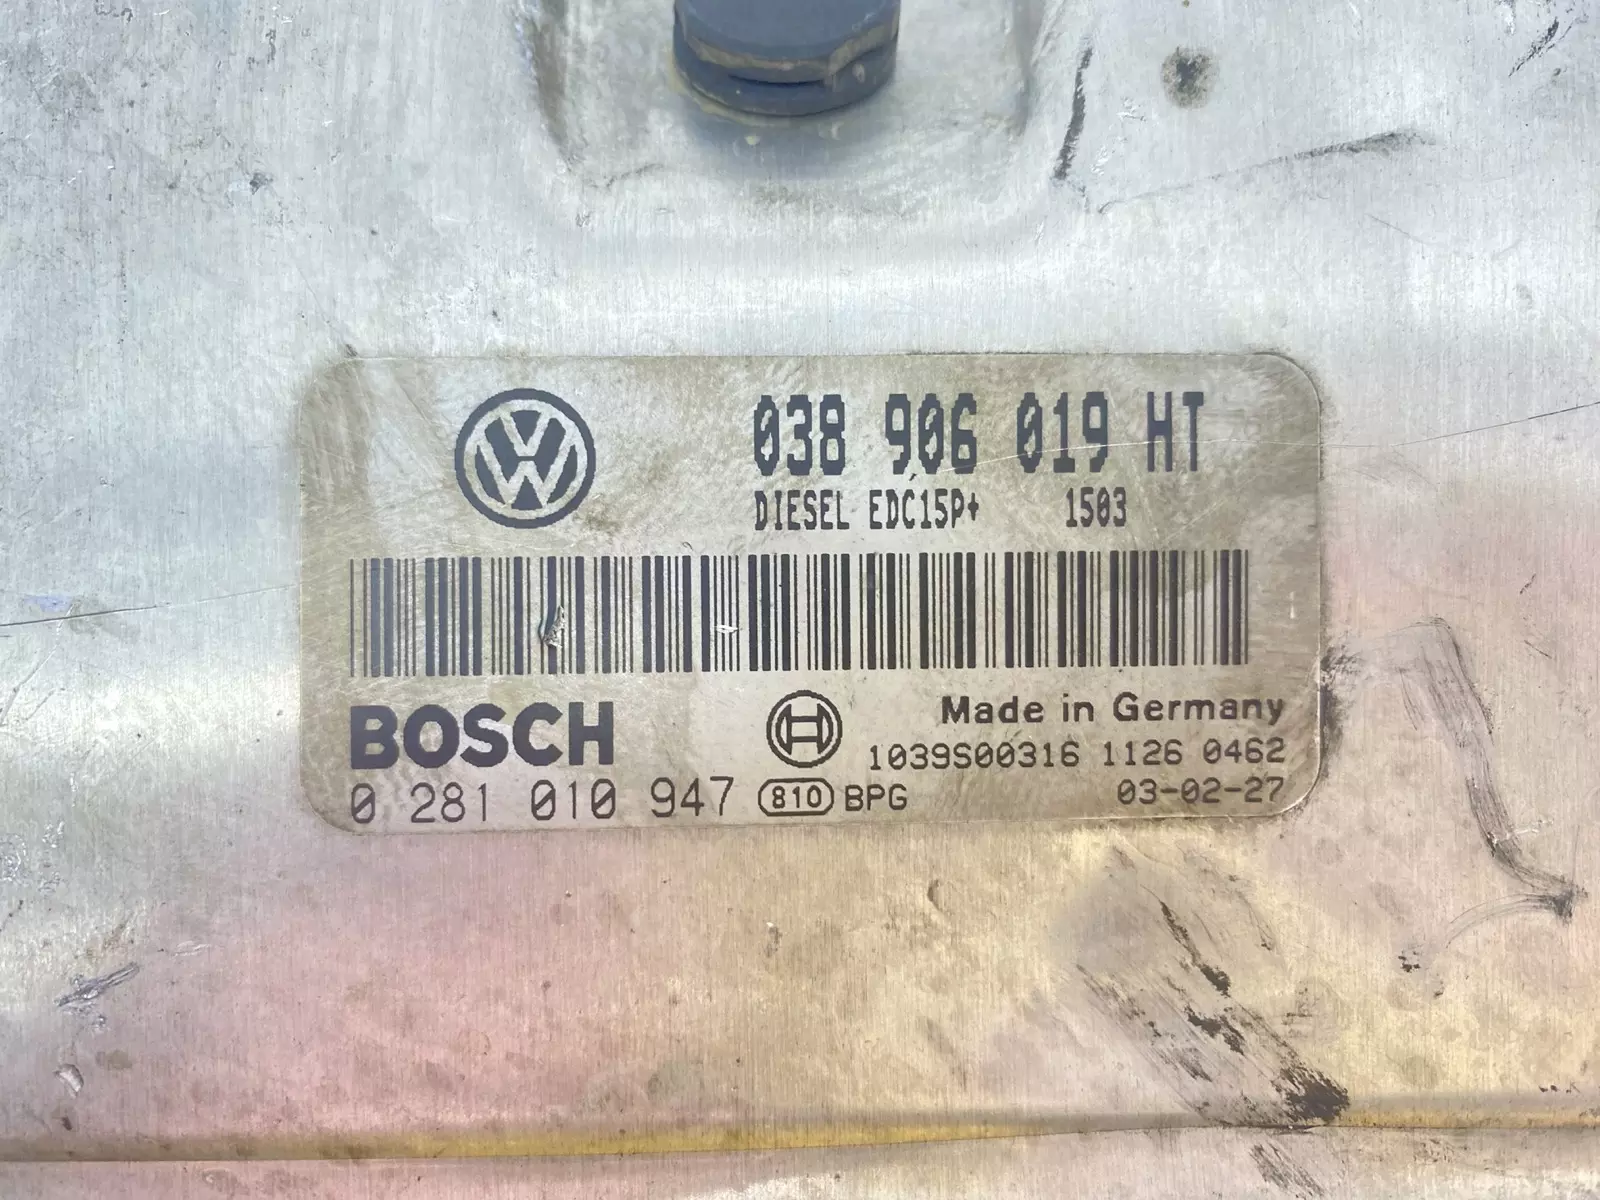 VW
038 906 019 HT
DIESEL EDC15P+ 1503
BOSCH
Made in Germany
1039S00316 1126 0462
0 281 010 947 810 BPG 03-02-27